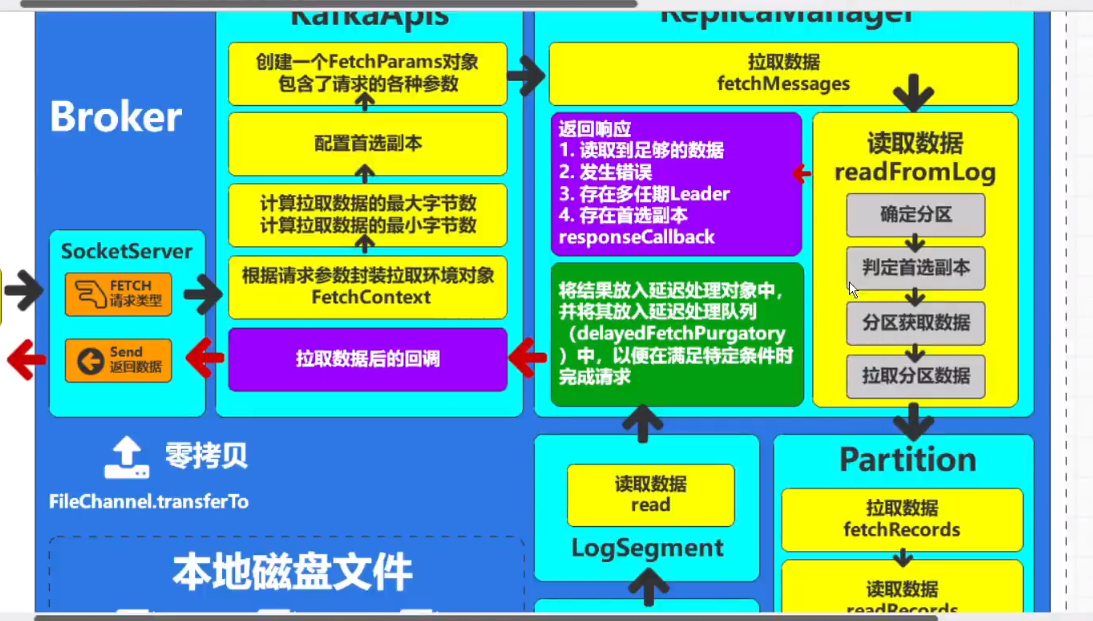 KafkaApis
ReplicaManager
Broker
创建一个FetchParams对象
包含了请求的各种参数
配置首选副本
计算拉取数据的最大字节数
计算拉取数据的最小字节数
根据请求参数封装拉取环境对象
FetchContext
拉取数据后的回调
SocketServer
FETCH
请求类型
Send
返回数据
拉取数据
fetchMessages
返回响应
1. 读取到足够的数据
2. 发生错误
3. 存在多任期Leader
4. 存在首选副本
responseCallback
将结果放入延迟处理对象中，
并将其放入延迟处理队列
（delayedFetchPurgatory
）中，以便在满足特定条件时
完成请求
读取数据
readFromLog
确定分区
判定首选副本
分区获取数据
拉取分区数据
零拷贝
FileChannel.transferTo
本地磁盘文件
读取数据
read
LogSegment
Partition
拉取数据
fetchRecords
读取数据
readRecords